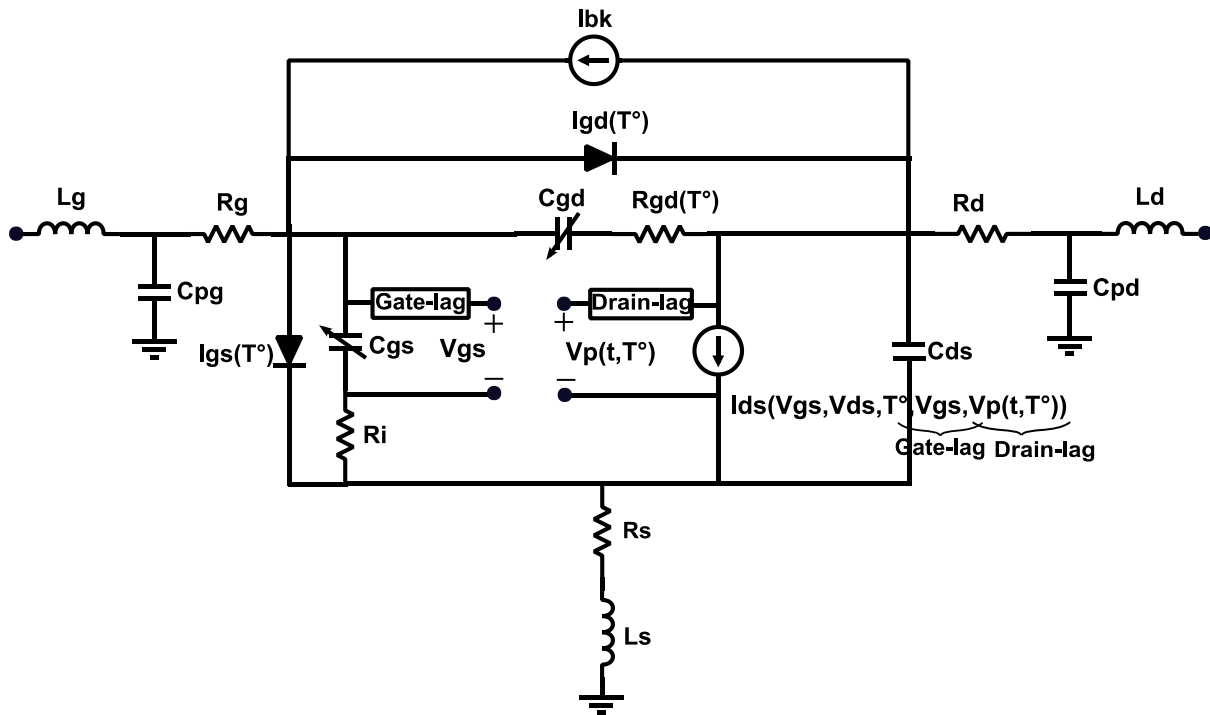 Ibk
Igd(T°)
Lg
Rg
Cgd
Rgd(T°)
Rd
Ld
Cpg
Gate-lag
Drain-lag
Cpd
+
+
Igs(T°)
Cgs
Vgs
Vp(t,T°)
Cds
−
−
Ids(Vgs,Vds,T°,Vgs,Vp(t,T°))
Ri
Gate-lag
Drain-lag
Rs
Ls